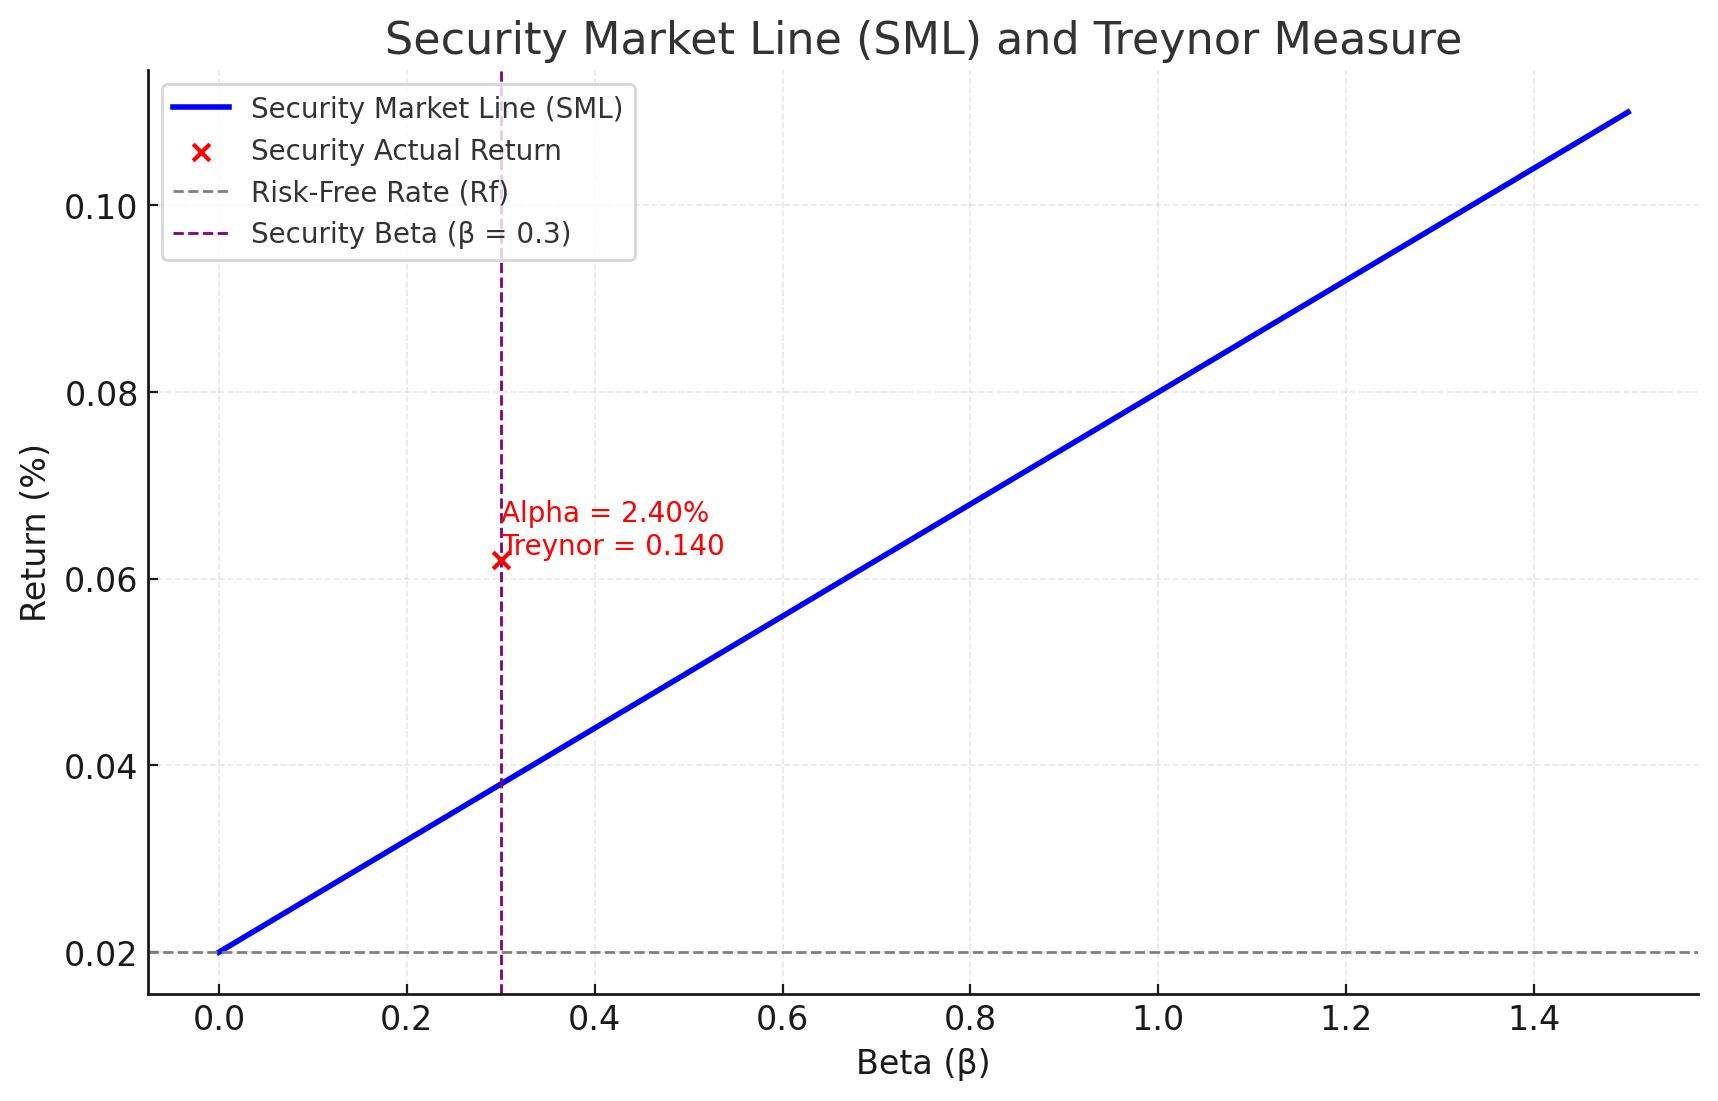 Security Market Line (SML) and Treynor Measure
Security Market Line (SML)
Security Actual Return
Risk-Free Rate (Rf)
Security Beta (β = 0.3)
Alpha = 2.40%
Treynor = 0.140
Return (%)
0.10
0.08
0.06
0.04
0.02
0.0 0.2 0.4 0.6 0.8 1.0 1.2 1.4
Beta (β)